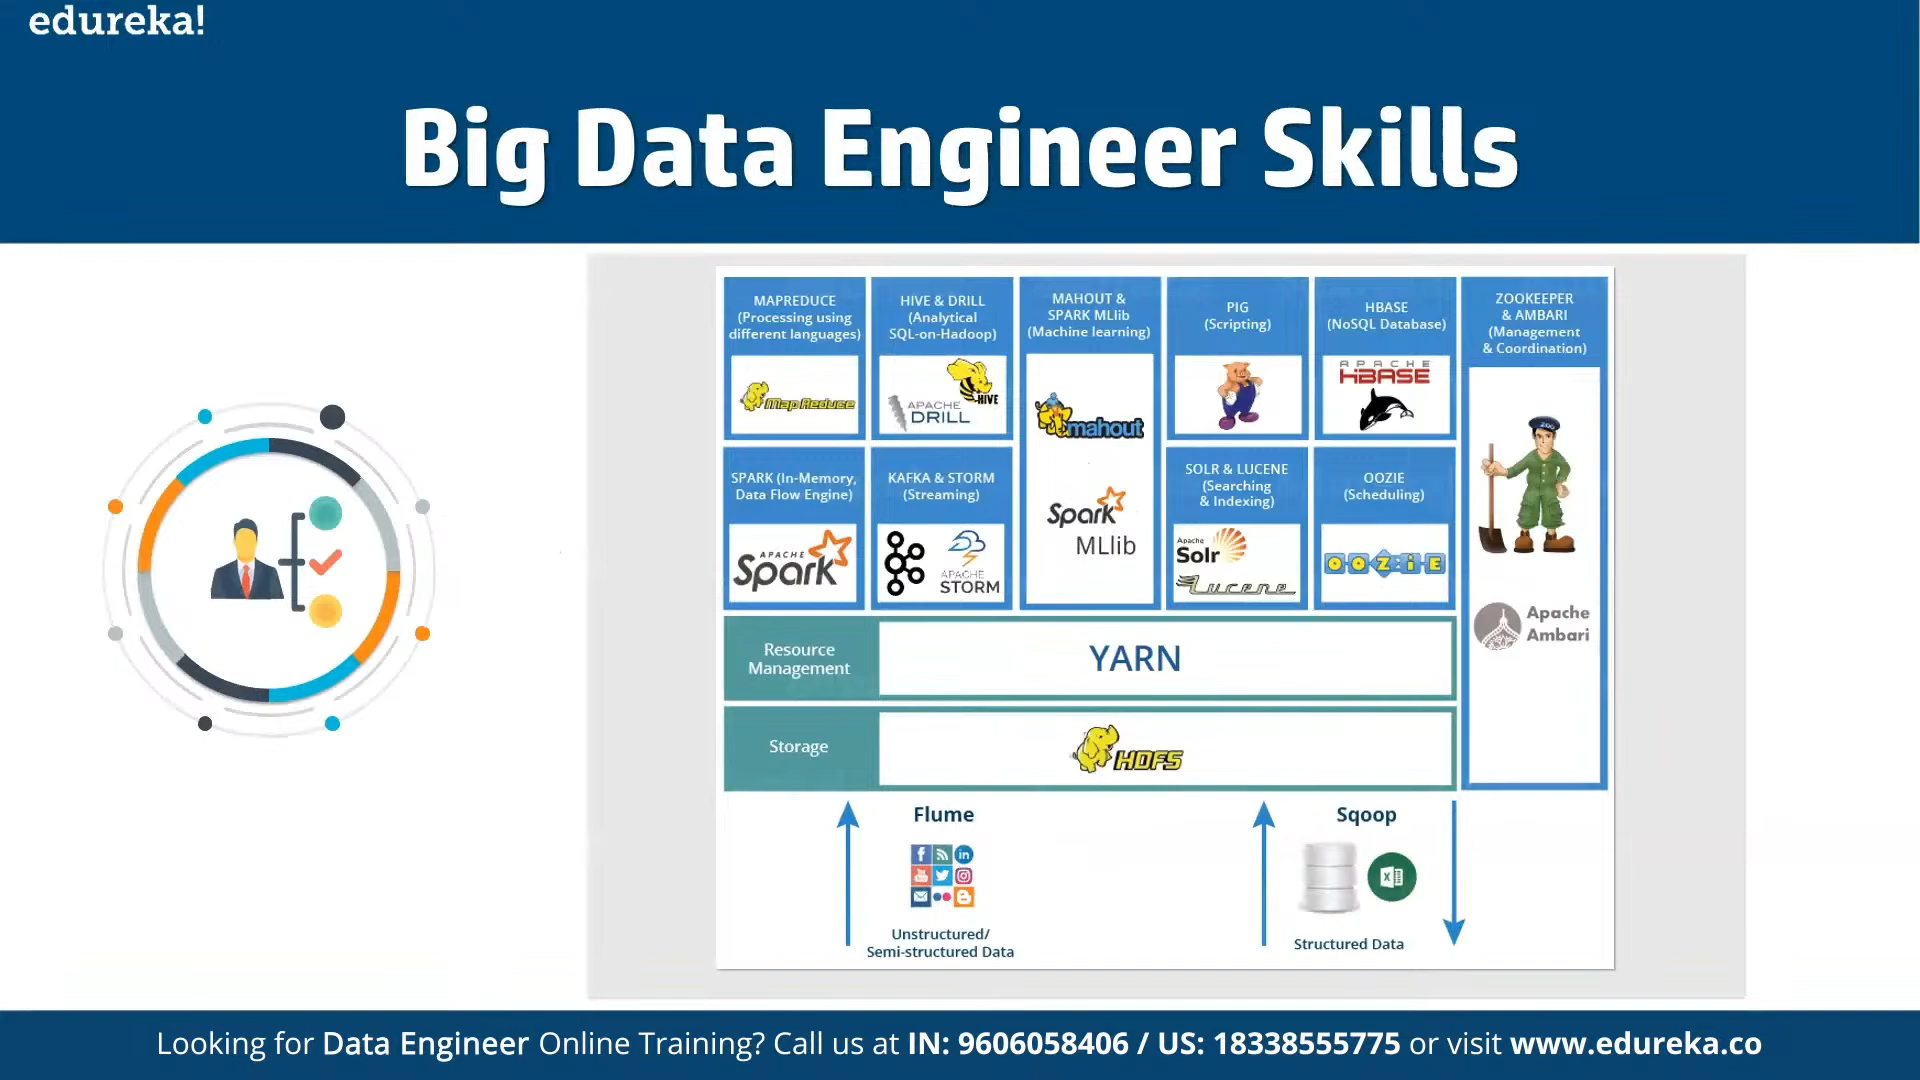 edureka!
Big Data Engineer Skills
MAPREDUCE
(Processing using
different languages)
Map Reduce
HIVE & DRILL
(Analytical
SQL-on-Hadoop)
HIVE
APACHE
DRILL
MAHOUT &
SPARK MLlib
(Machine learning)
mahout
Spark
MLlib
PIG
(Scripting)
HBASE
(NoSQL Database)
APACHE
HBASE
ZOOKEEPER
& AMBARI
(Management
& Coordination)
ZOO
Apache
Ambari
SPARK (In-Memory,
Data Flow Engine)
APACHE
Spark
KAFKA & STORM
(Streaming)
APACHE
STORM
SOLR & LUCENE
(Searching
& Indexing)
Apache
Solr
Lucene
OOZIE
(Scheduling)
OOZiE
Resource
Management
YARN
Storage
HDFS
Flume
Unstructured/
Semi-structured Data
Sqoop
Structured Data
Looking for Data Engineer Online Training? Call us at IN: 9606058406 / US: 18338555775 or visit www.edureka.co